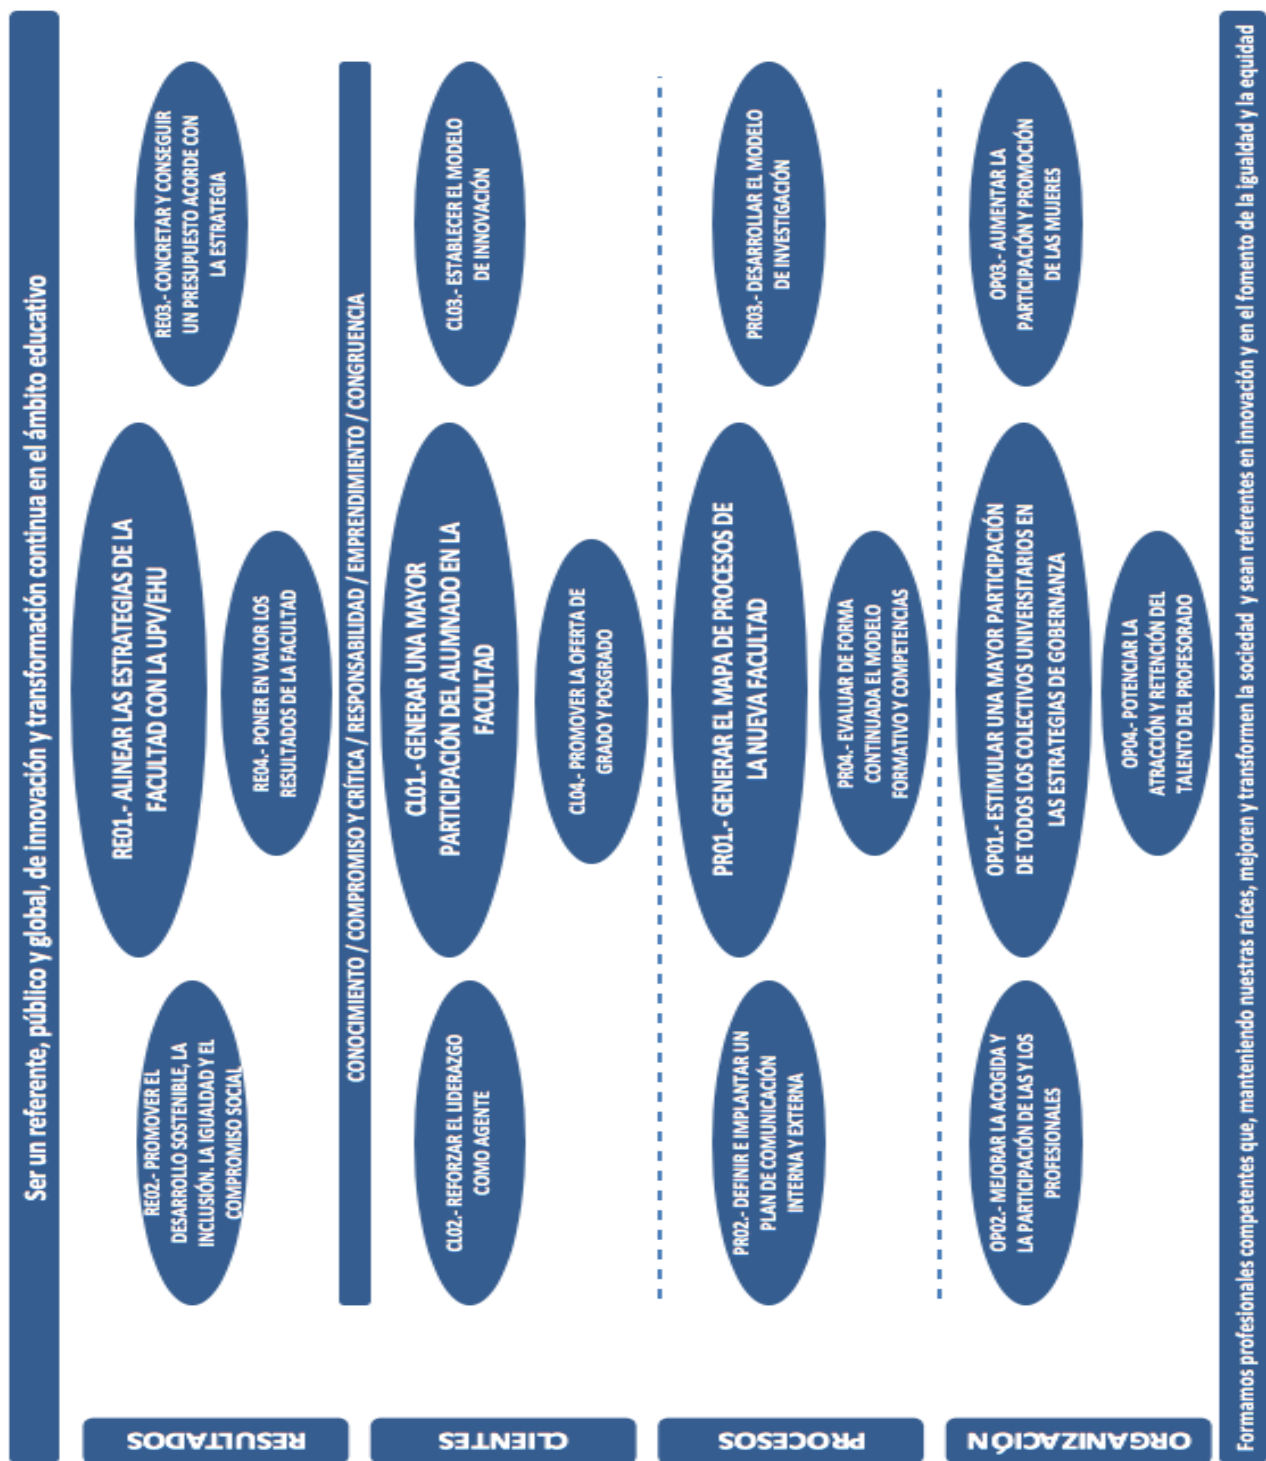 Ser un referente, público y global, de innovación y transformación continua en el ámbito educativo
RESULTADOS
RE02.- PROMOVER EL
DESARROLLO SOSTENIBLE, LA
INCLUSIÓN. LA IGUALDAD Y EL
COMPROMISO SOCIAL
RE01.- ALINEAR LAS ESTRATEGIAS DE LA
FACULTAD CON LA UPV/EHU
RE04.- PONER EN VALOR LOS
RESULTADOS DE LA FACULTAD
RE03.- CONCRETAR Y CONSEGUIR
UN PRESUPUESTO ACORDE CON
LA ESTRATEGIA
CONOCIMIENTO / COMPROMISO Y CRÍTICA / RESPONSABILIDAD / EMPRENDIMIENTO / CONGRUENCIA
CLIENTES
CL02.- REFORZAR EL LIDERAZGO
COMO AGENTE
CL01.- GENERAR UNA MAYOR
PARTICIPACIÓN DEL ALUMNADO EN LA
FACULTAD
CL04.- PROMOVER LA OFERTA DE
GRADO Y POSGRADO
CL03.- ESTABLECER EL MODELO
DE INNOVACIÓN
PROCESOS
PR02.- DEFINIR E IMPLANTAR UN
PLAN DE COMUNICACIÓN
INTERNA Y EXTERNA
PR01.- GENERAR EL MAPA DE PROCESOS DE
LA NUEVA FACULTAD
PR04.- EVALUAR DE FORMA
CONTINUADA EL MODELO
FORMATIVO Y COMPETENCIAS
PR03.- DESARROLLAR EL MODELO
DE INVESTIGACIÓN
ORGANIZACIÓN
OP02.- MEJORAR LA ACOGIDA Y
LA PARTICIPACIÓN DE LAS Y LOS
PROFESIONALES
OP01.- ESTIMULAR UNA MAYOR PARTICIPACIÓN
DE TODOS LOS COLECTIVOS UNIVERSITARIOS EN
LAS ESTRATEGIAS DE GOBERNANZA
OP04.- POTENCIAR LA
ATRACCIÓN Y RETENCIÓN DEL
TALENTO DEL PROFESORADO
OP03.- AUMENTAR LA
PARTICIPACIÓN Y PROMOCIÓN
DE LAS MUJERES
Formamos profesionales competentes que, manteniendo nuestras raíces, mejoren y transformen la sociedad y sean referentes en innovación y en el fomento de la igualdad y la equidad